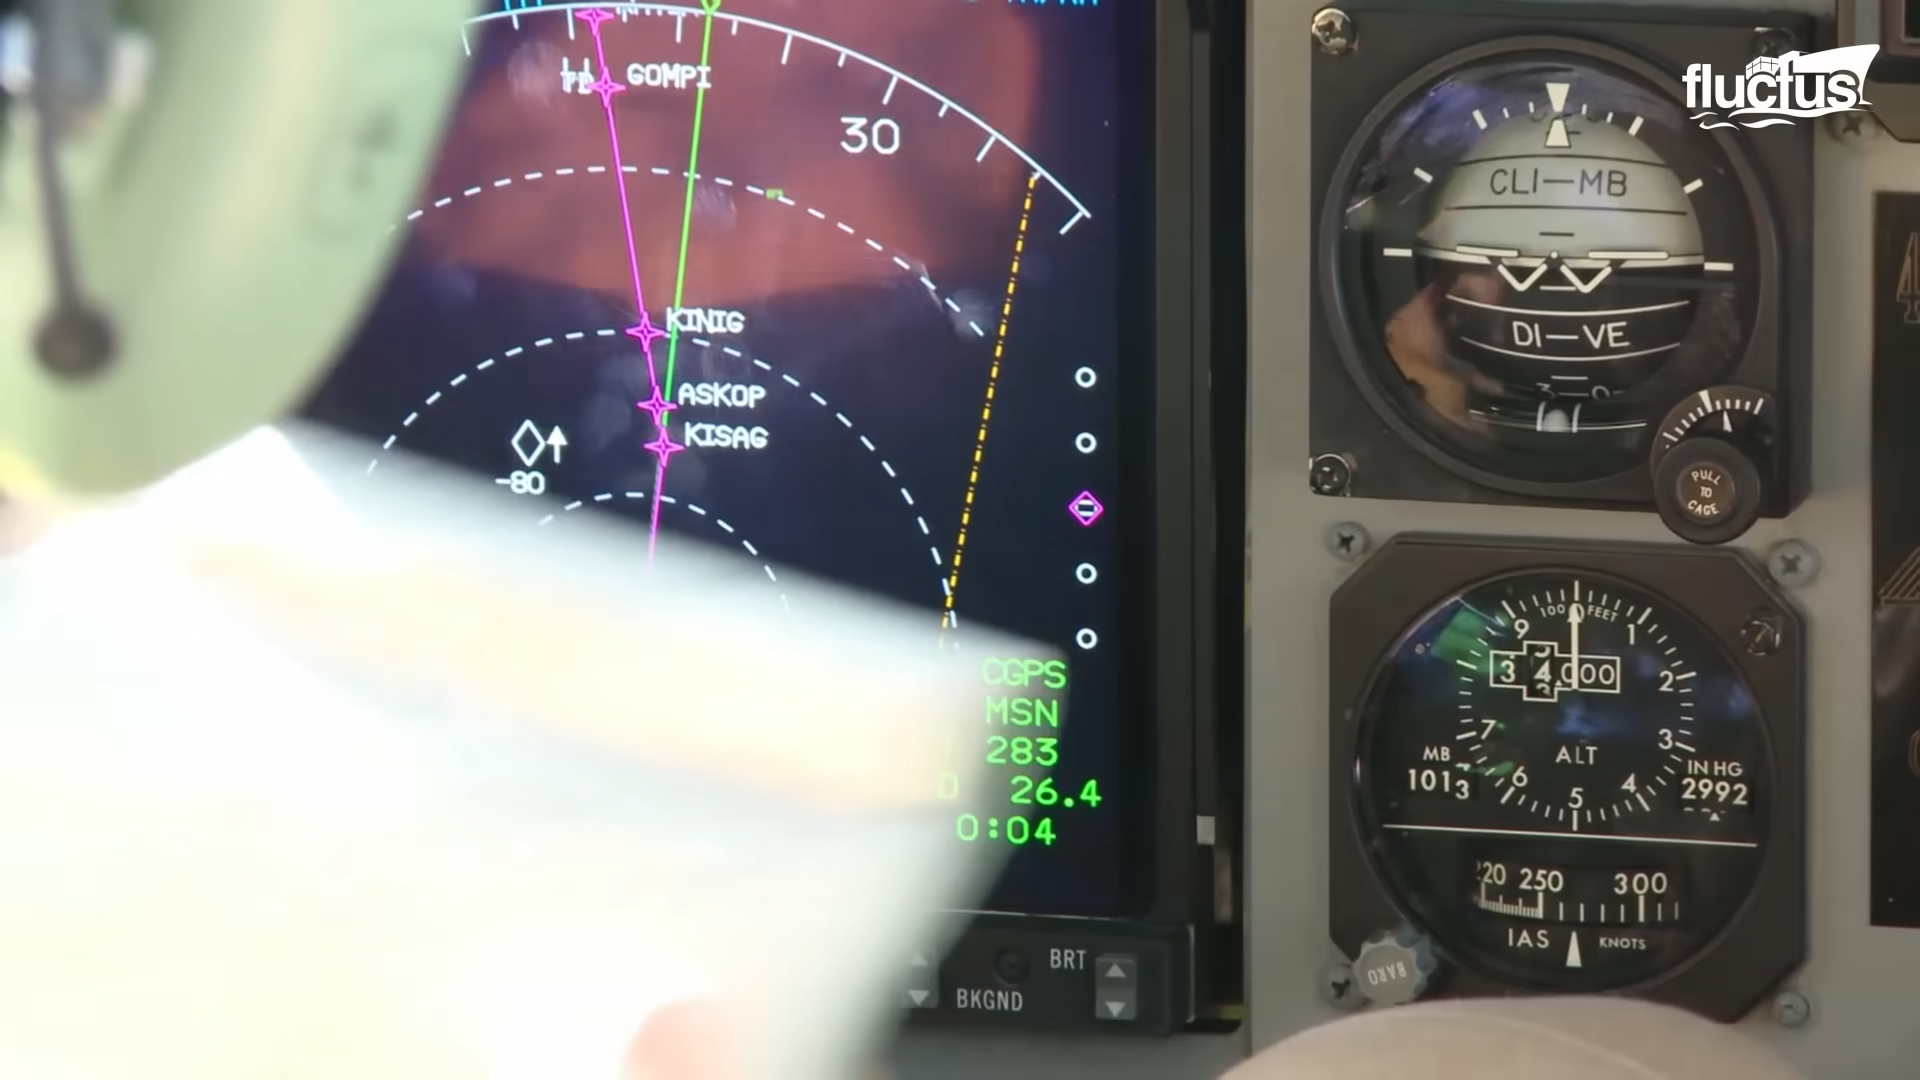 fluctus
GOMPI
30
CLI—MB
KINIG
DI—VE
ASKOP
KISAG
-80
PULL
TO
CAGE
CGPS
MSN
283
26.4
0:04
100 FEET
9
1
34,000
2
7
3
ALT
MB
1013
IN HG
2992
6
5
4
250 300
IAS KNOTS
BARO
BRT
BKGND